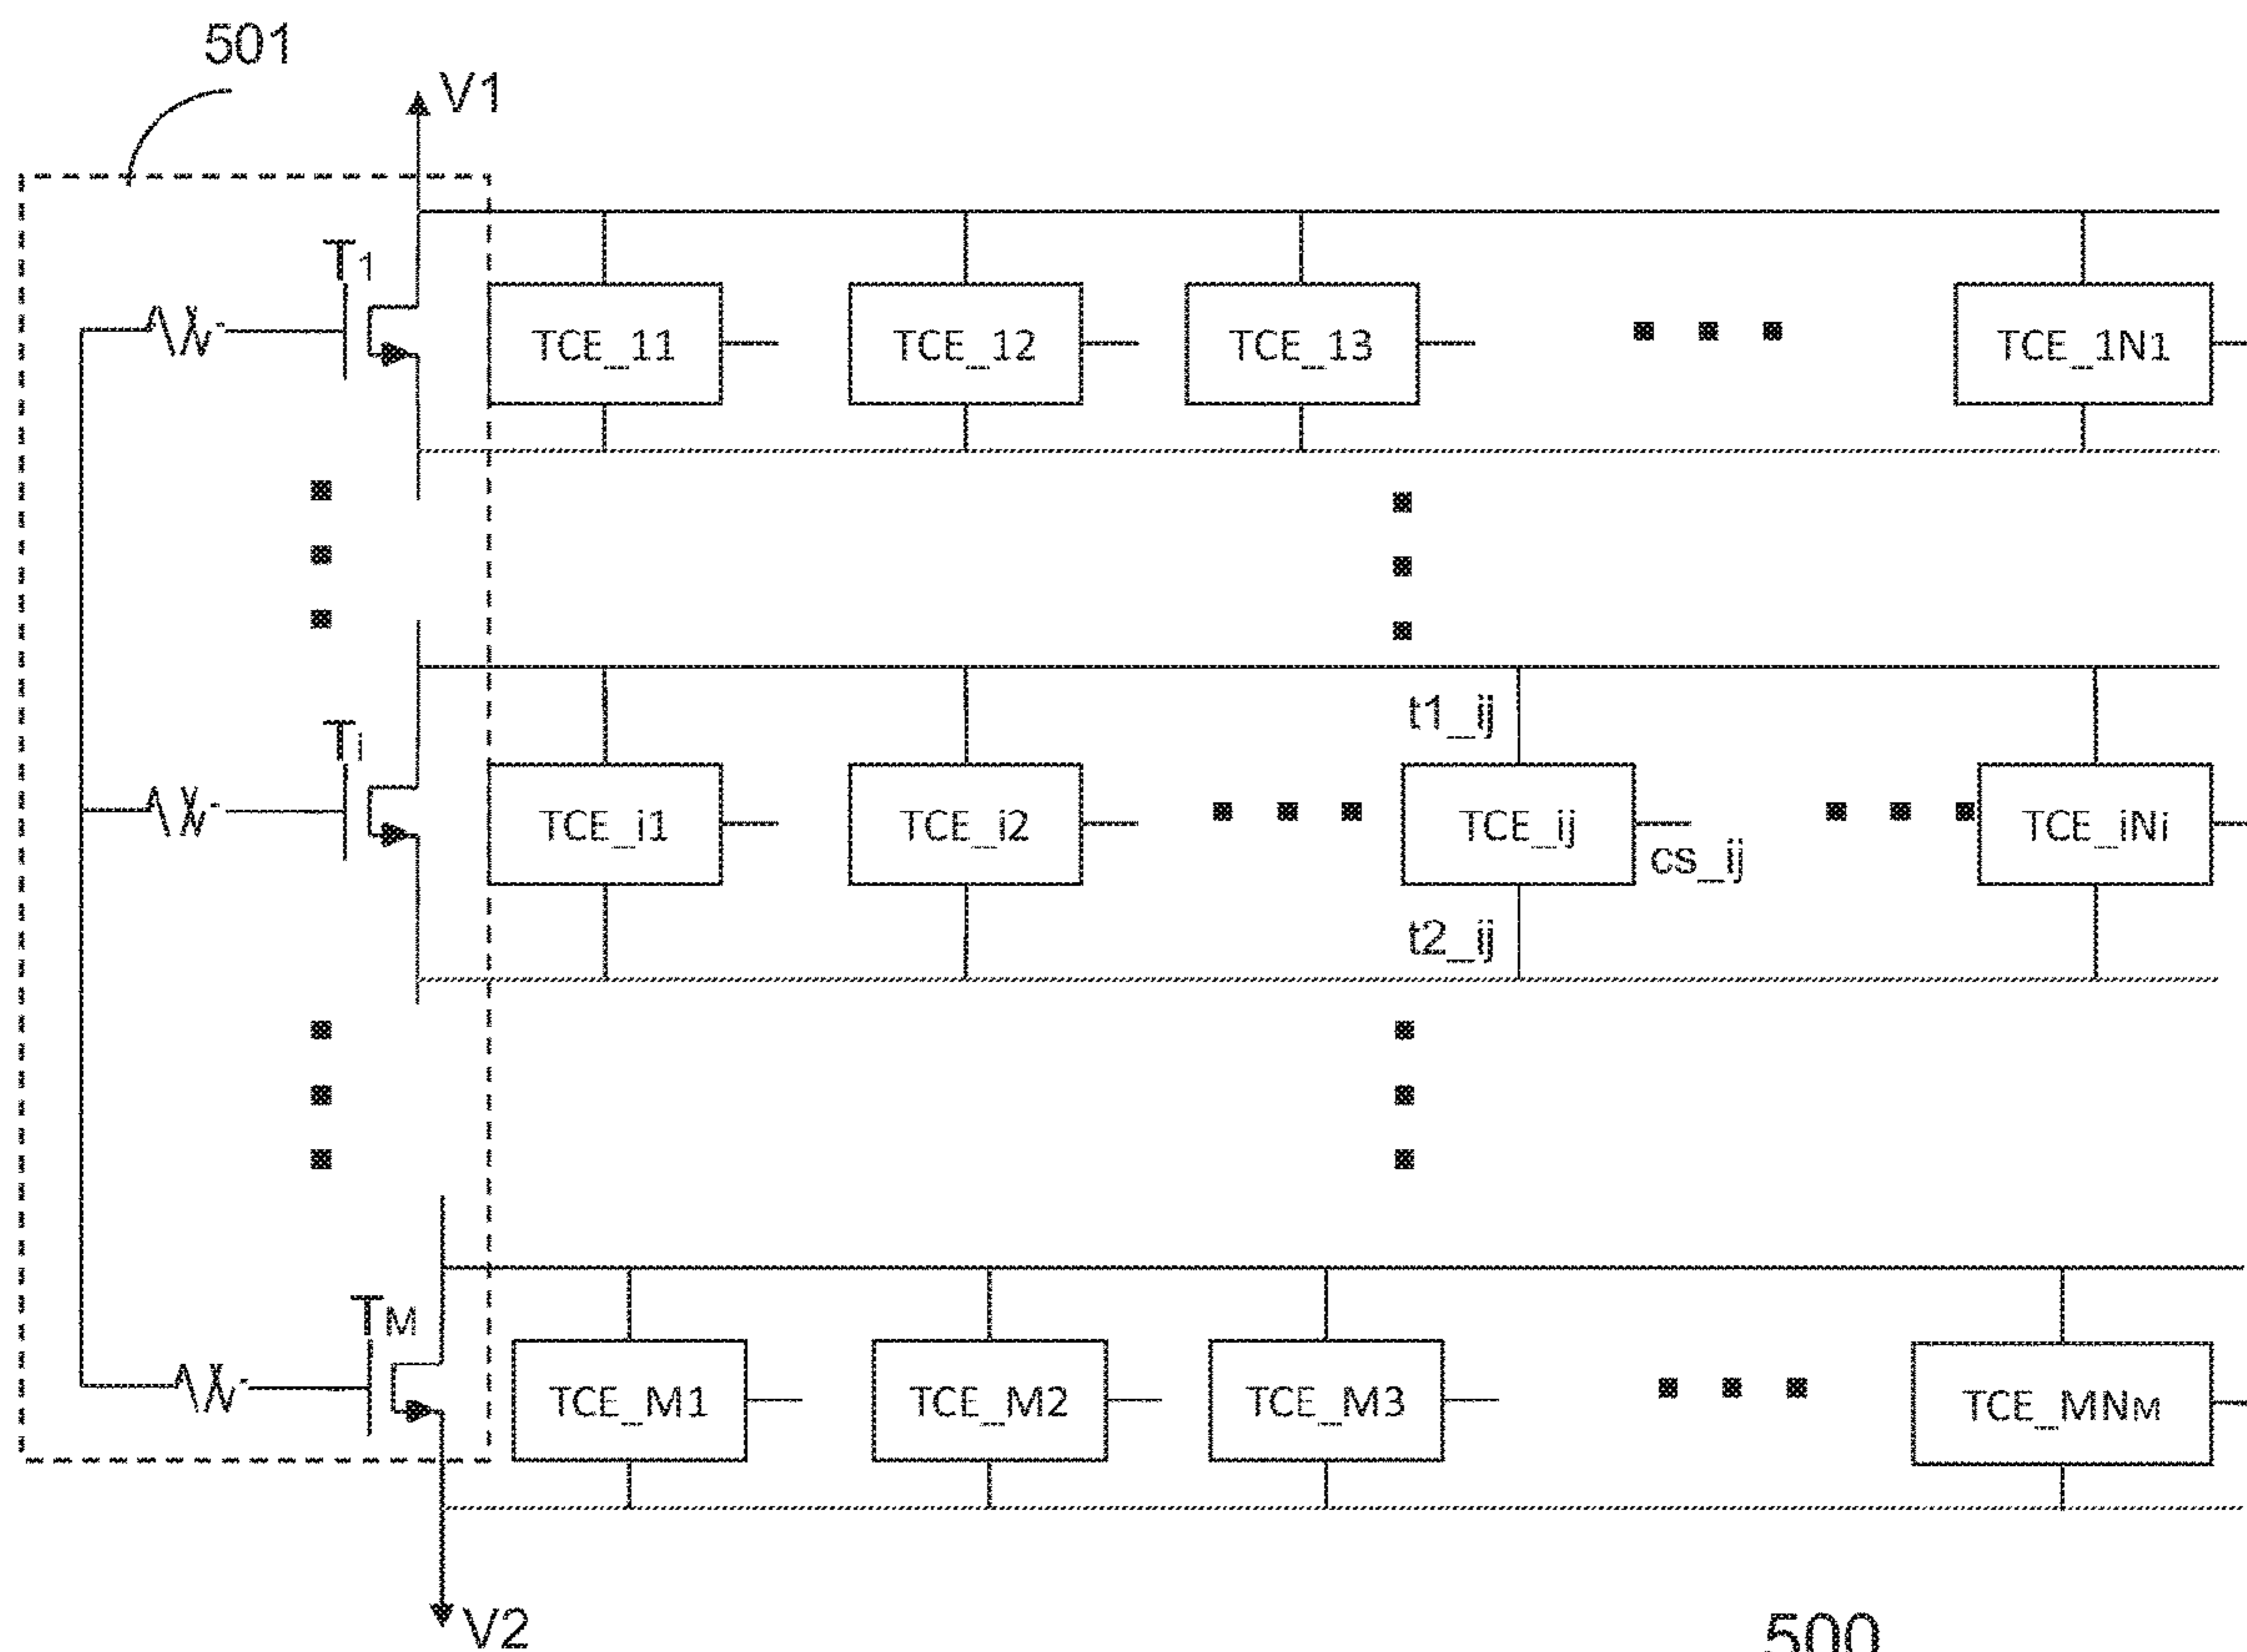 501
V1
T1
TCE_11 TCE_12 TCE_13 TCE_1N1
t1_ij
Ti
TCE_i1 TCE_i2 TCE_ij TCE_iNi
cs_ij
t2_ij
TM
TCE_M1 TCE_M2 TCE_M3 TCE_MNM
V2
500